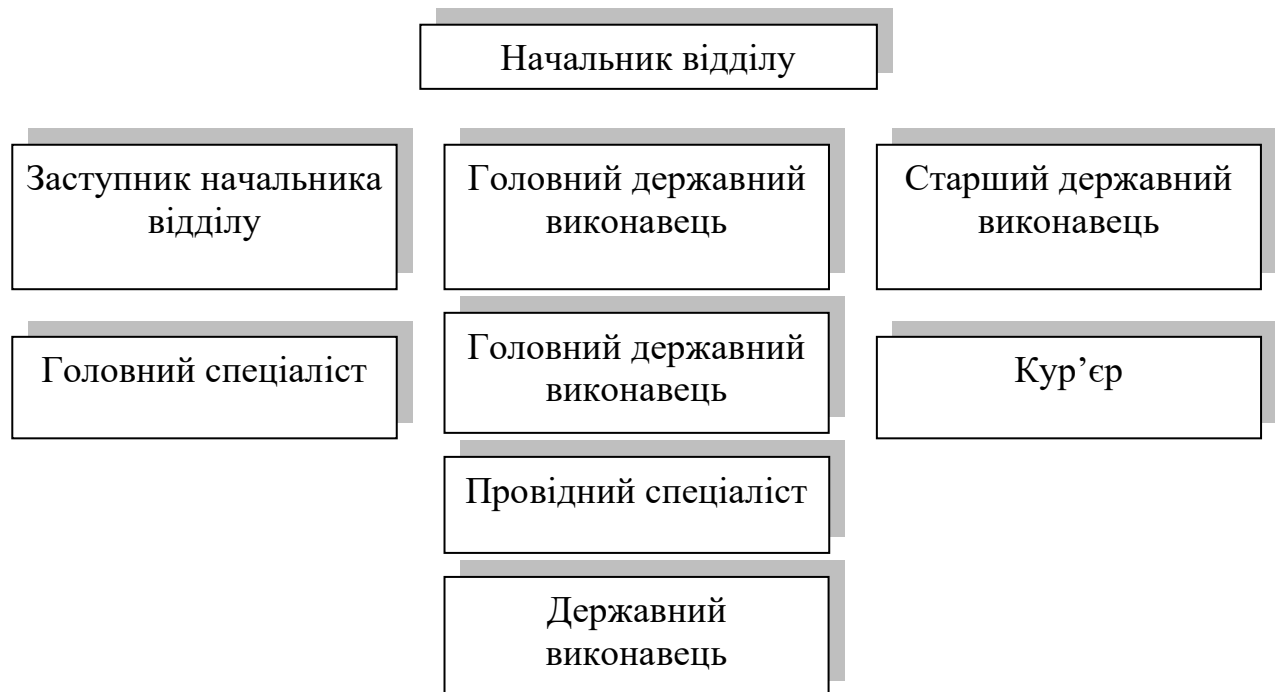 Начальник відділу
Заступник начальника
відділу
Головний державний
виконавець
Старший державний
виконавець
Головний спеціаліст
Головний державний
виконавець
Кур’єр
Провідний спеціаліст
Державний
виконавець